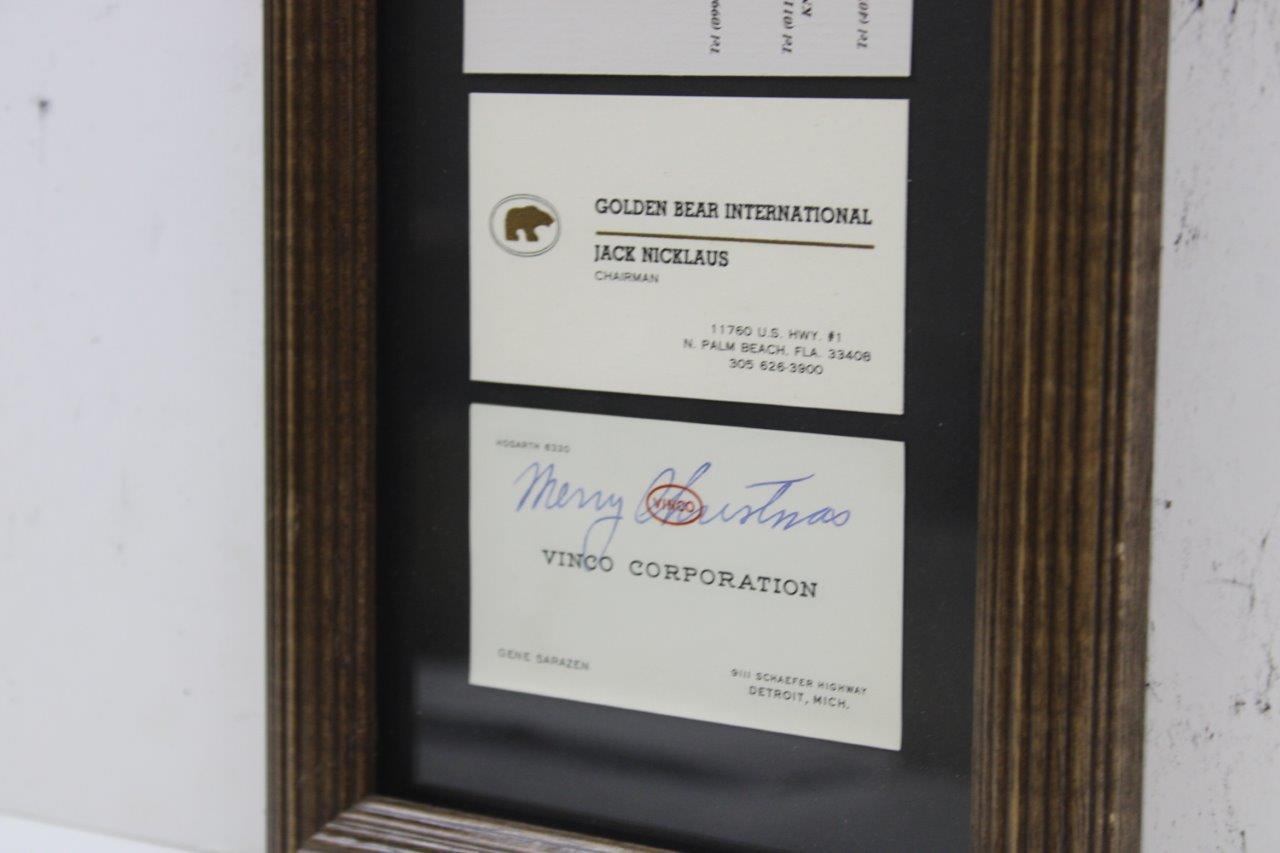 GOLDEN BEAR INTERNATIONAL
JACK NICKLAUS
CHAIRMAN
11760 U.S. HWY. #1
N. PALM BEACH, FLA. 33408
305 626-3900
HOGARTH 6330
Merry Christmas
VINCO
VINCO CORPORATION
GENE SARAZEN
9111 SCHAEFER HIGHWAY
DETROIT, MICH.